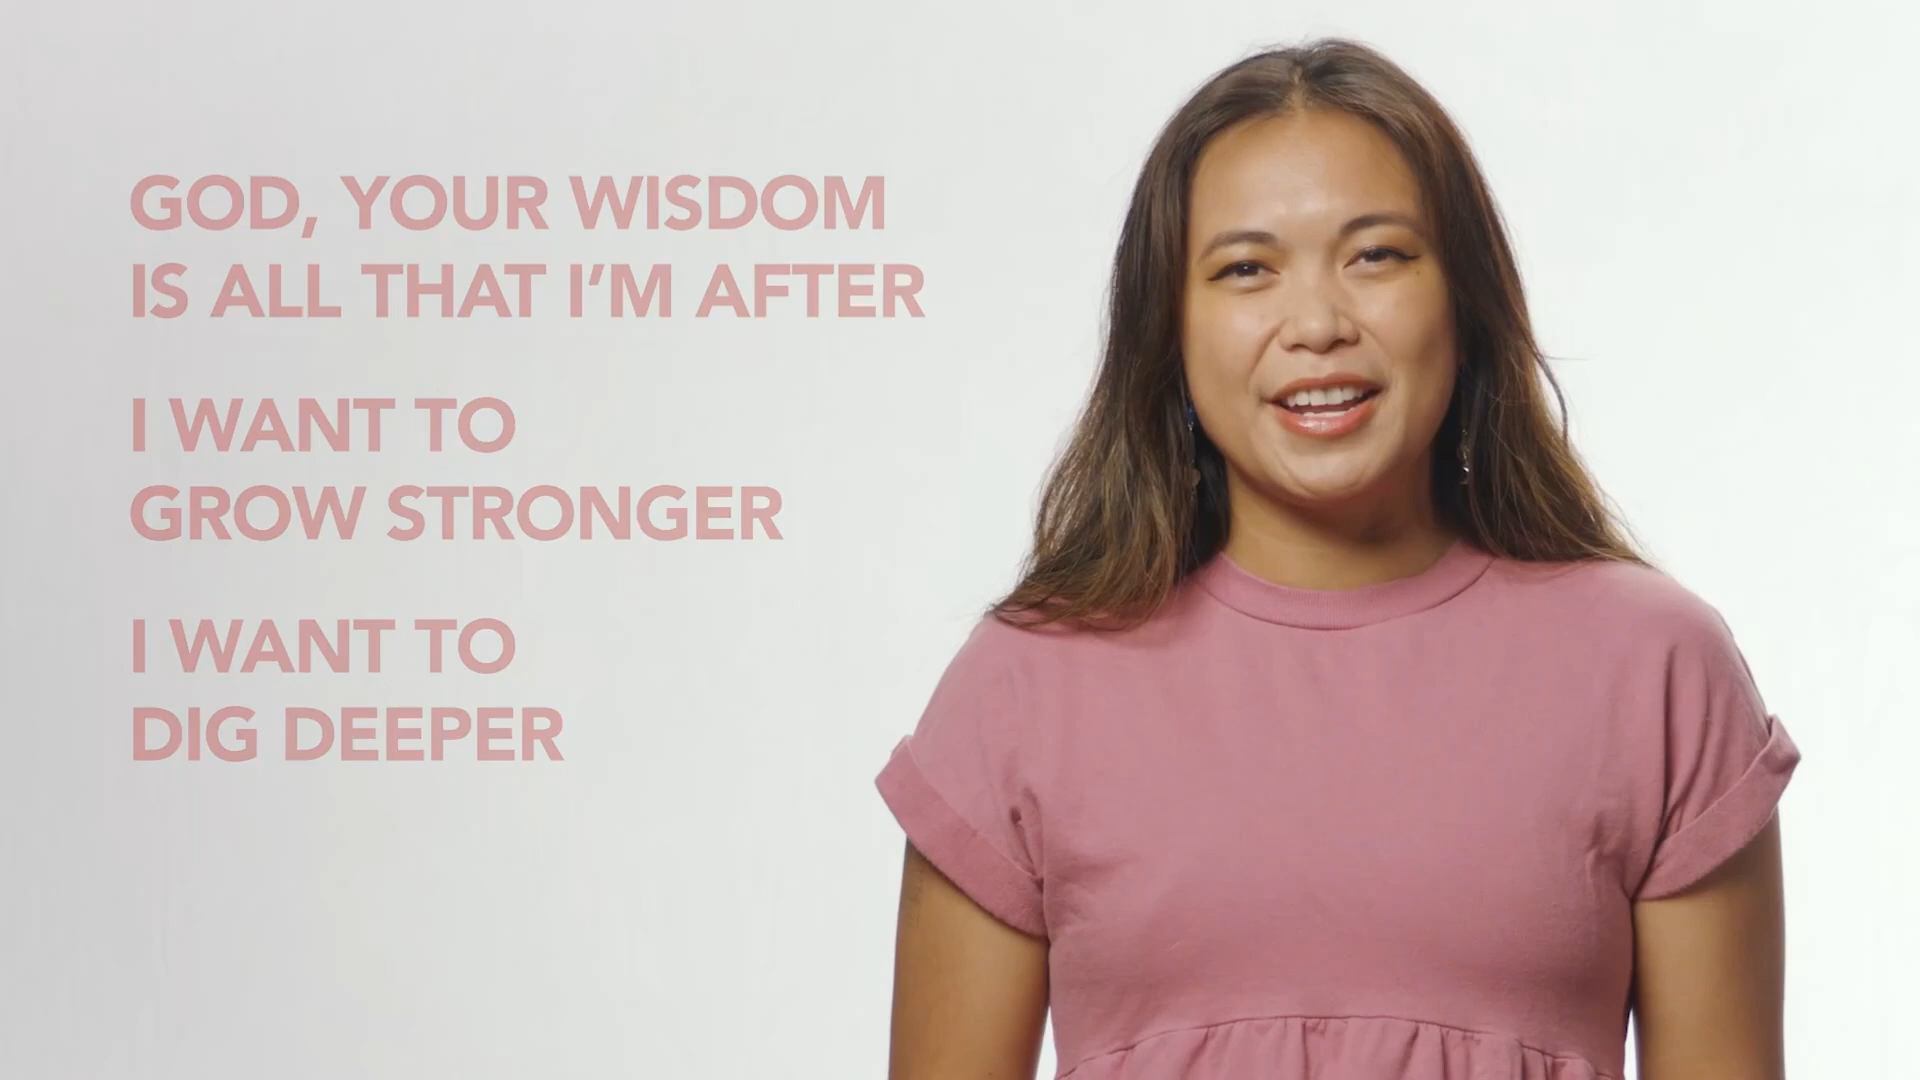 GOD, YOUR WISDOM
IS ALL THAT I’M AFTER
I WANT TO
GROW STRONGER
I WANT TO
DIG DEEPER